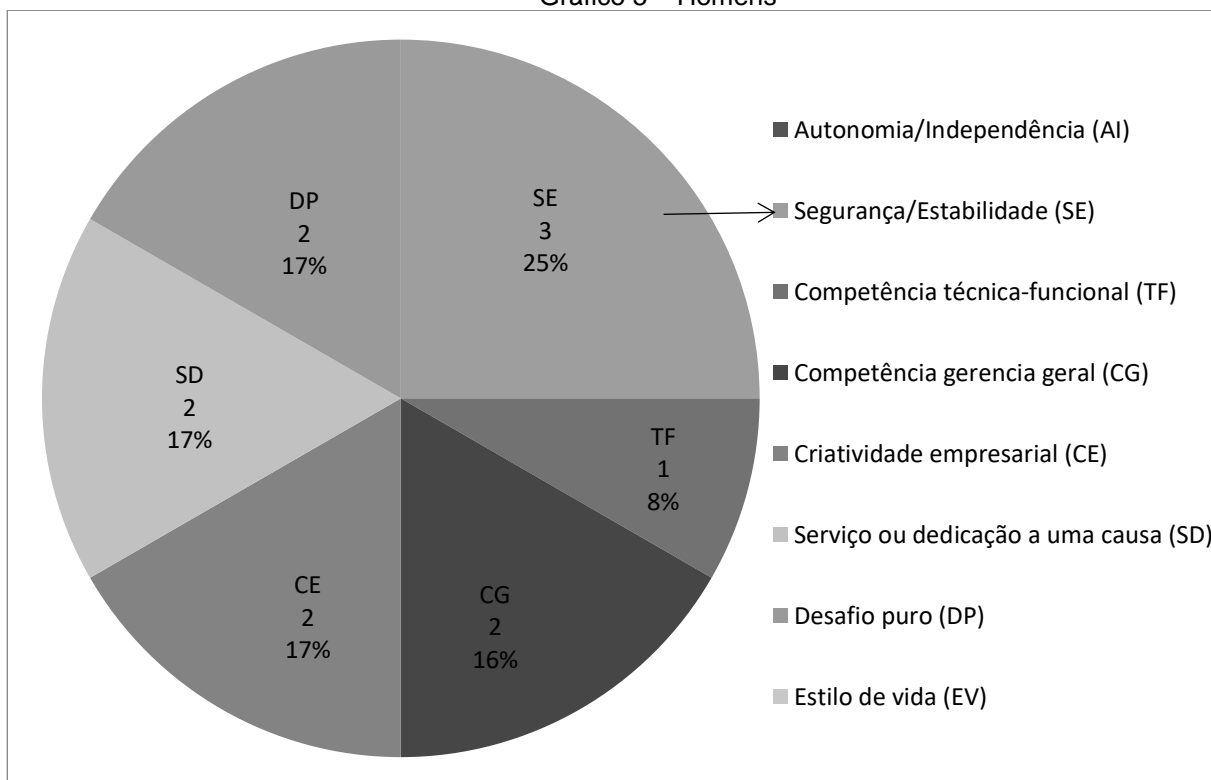 DP
2
17%
SE
3
25%
SD
2
17%
TF
1
8%
CE
2
17%
CG
2
16%
Autonomia/Independência (AI)
Segurança/Estabilidade (SE)
Competência técnica-funcional (TF)
Competência gerencia geral (CG)
Criatividade empresarial (CE)
Serviço ou dedicação a uma causa (SD)
Desafio puro (DP)
Estilo de vida (EV)